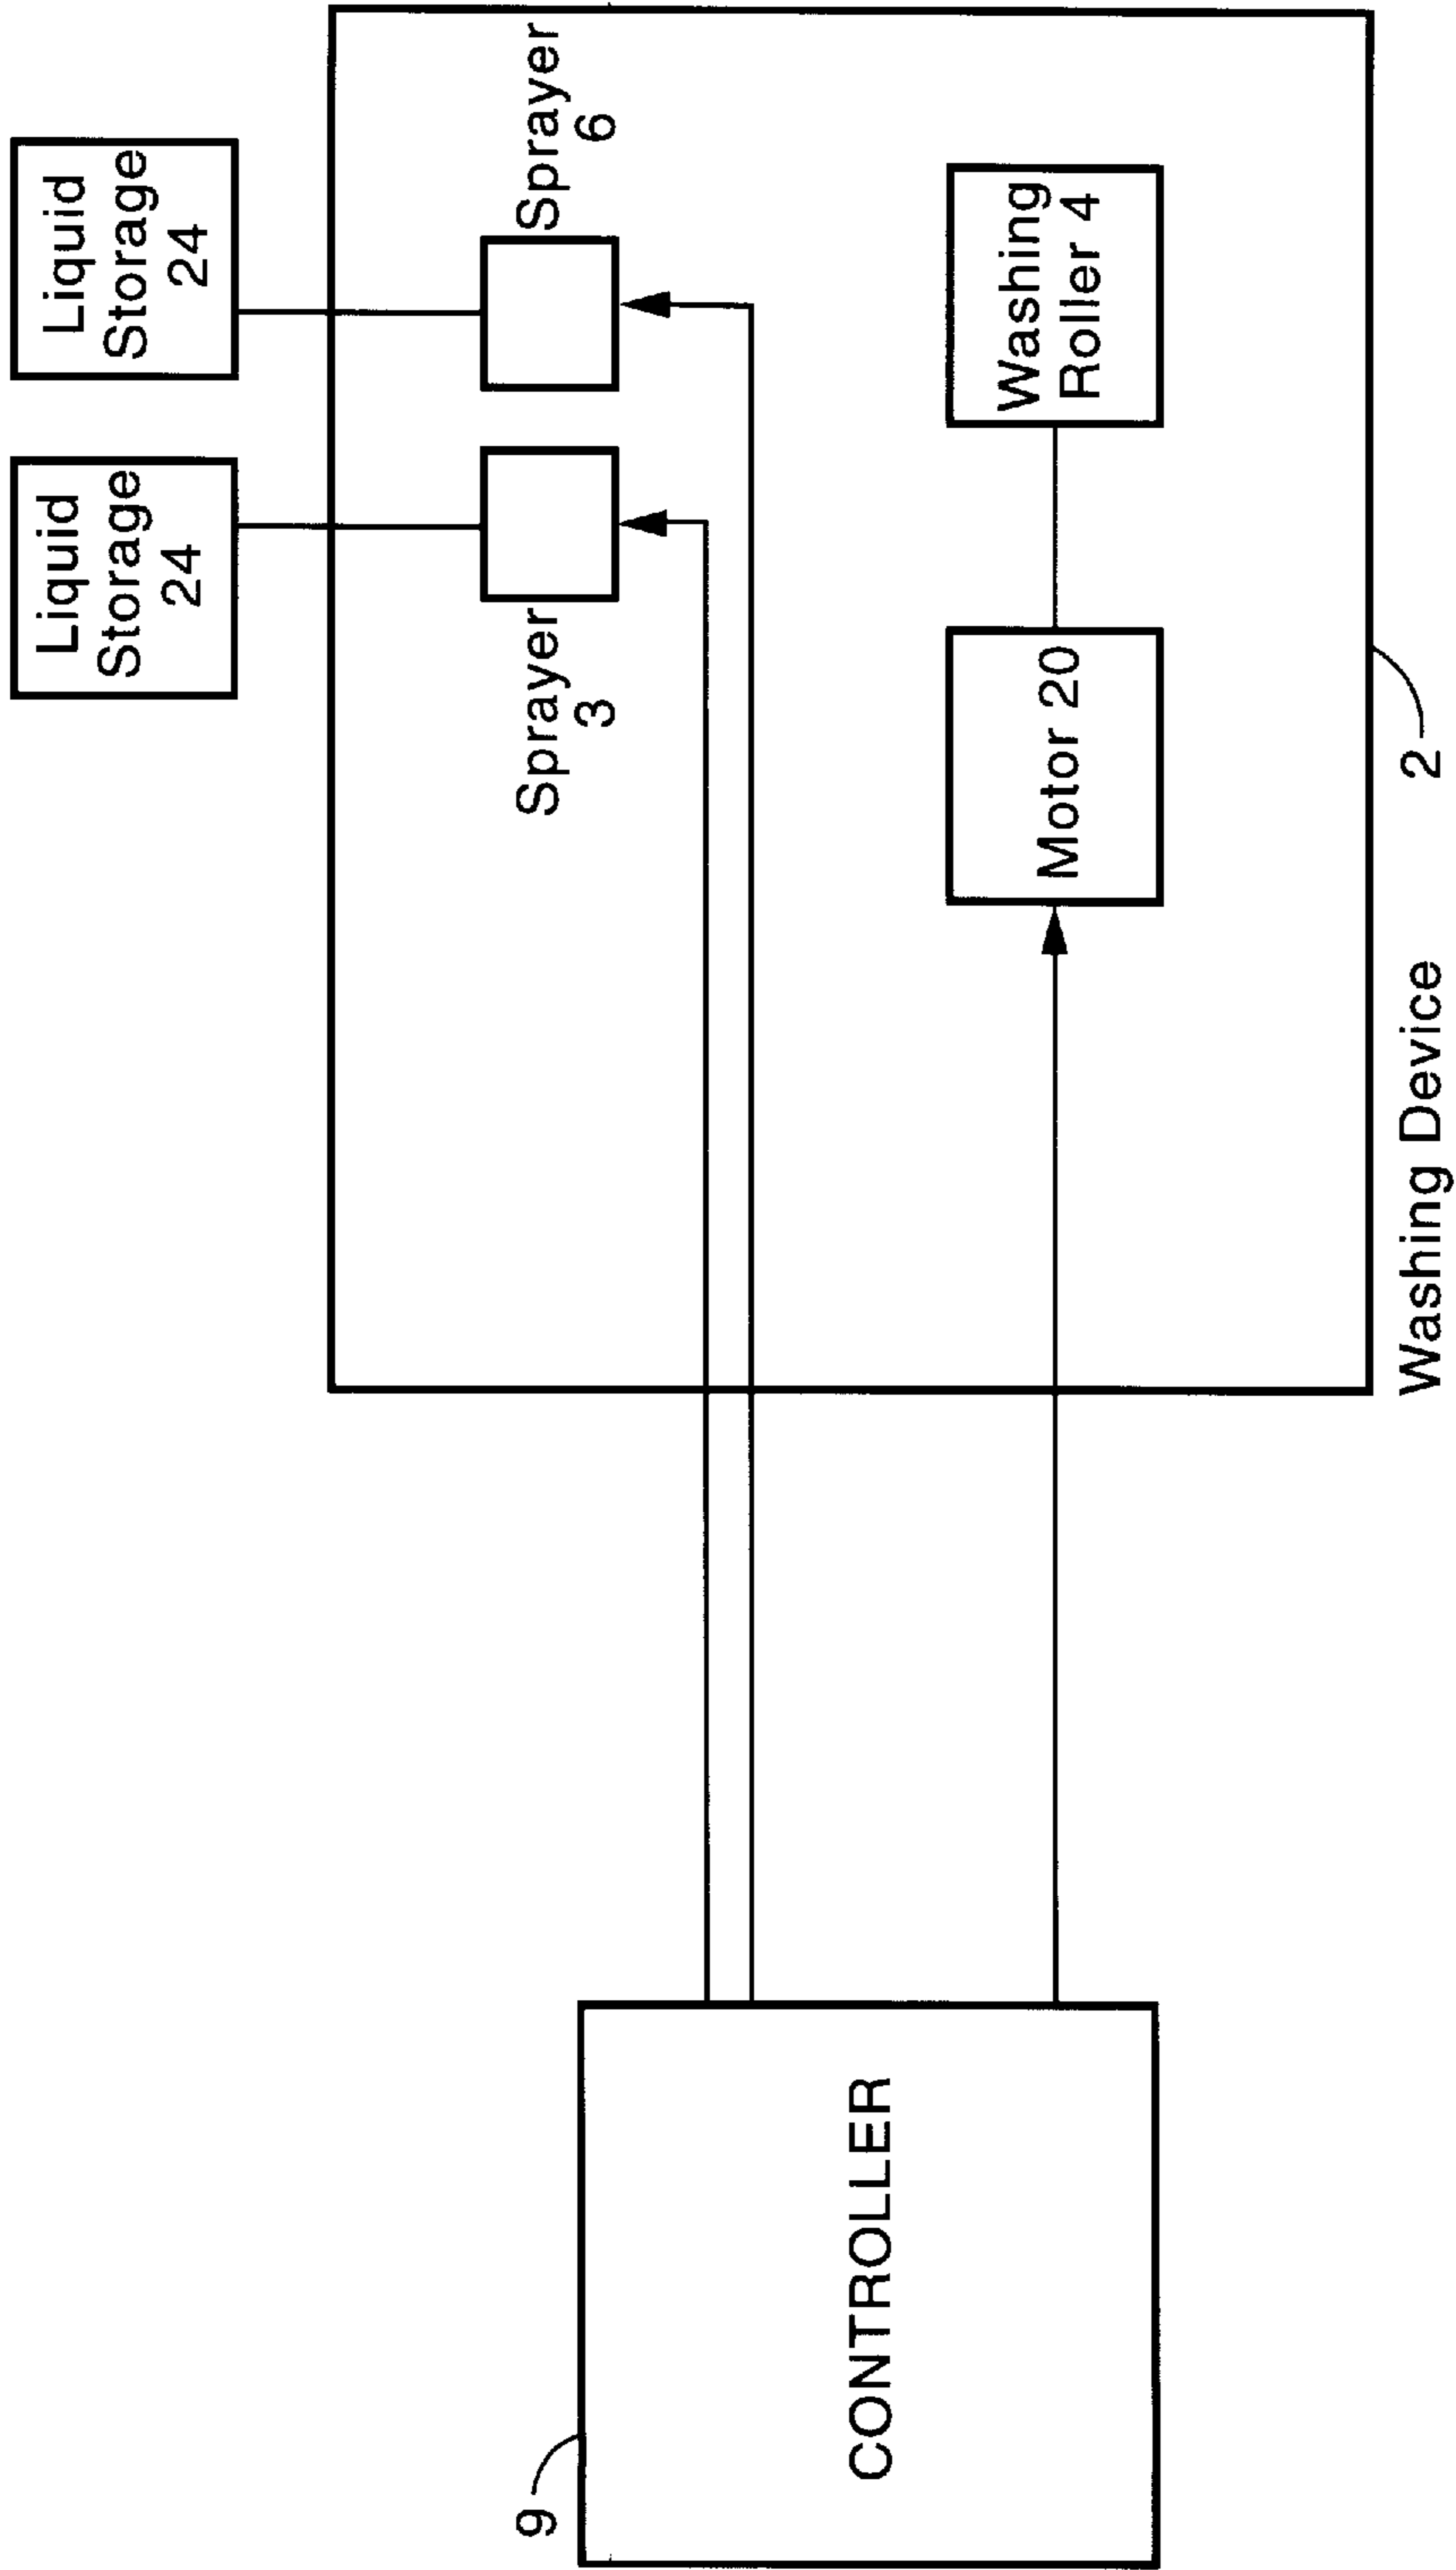 Liquid
Storage
24
Liquid
Storage
24
Sprayer
3
Sprayer
6
9
CONTROLLER
Motor 20
Washing
Roller 4
Washing Device
2